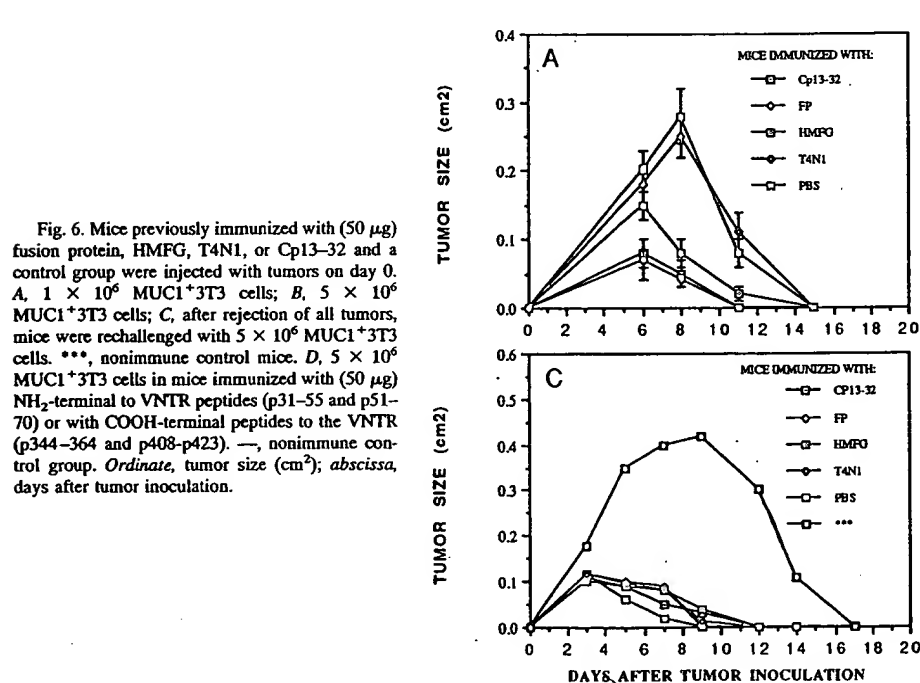 Fig. 6. Mice previously immunized with (50 μg)
fusion protein, HMFG, T4N1, or Cp13–32 and a
control group were injected with tumors on day 0.
A, 1 × 10⁶ MUC1⁺3T3 cells; B, 5 × 10⁶
MUC1⁺3T3 cells; C, after rejection of all tumors,
mice were rechallenged with 5 × 10⁶ MUC1⁺3T3
cells. ***, nonimmune control mice. D, 5 × 10⁶
MUC1⁺3T3 cells in mice immunized with (50 μg)
NH₂-terminal to VNTR peptides (p31–55 and p51–
70) or with COOH-terminal peptides to the VNTR
(p344–364 and p408-p423). —, nonimmune con-
trol group. Ordinate, tumor size (cm²); abscissa,
days after tumor inoculation.
A
MICE IMMUNIZED WITH:
Cp13-32
FP
HMFG
T4N1
PBS
TUMOR SIZE (cm2)
0.4
0.3
0.2
0.1
0.0
0 2 4 6 8 10 12 14 16 18 20
C
MICE IMMUNIZED WITH:
CP13-32
FP
HMFG
T4N1
PBS
***
TUMOR SIZE (cm2)
0.6
0.5
0.4
0.3
0.2
0.1
0.0
0 2 4 6 8 10 12 14 16 18 20
DAYS AFTER TUMOR INOCULATION